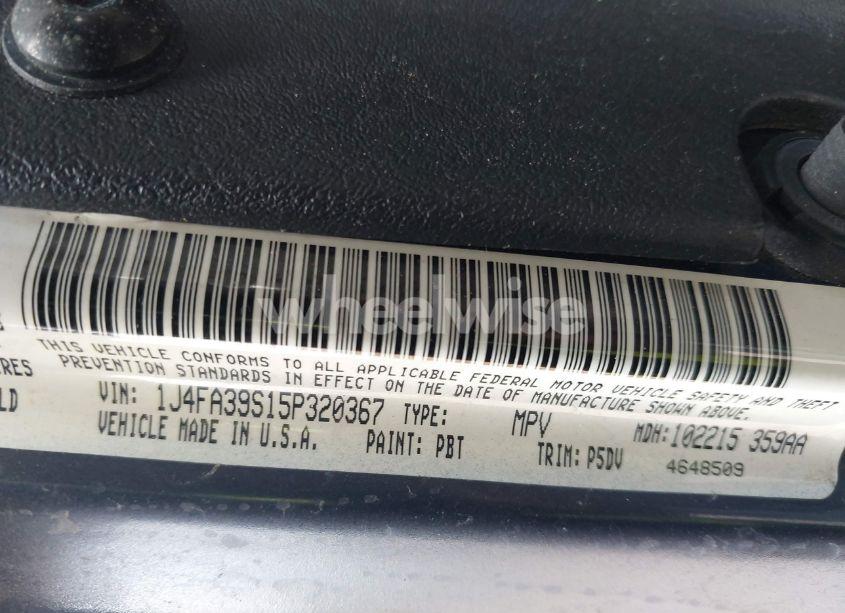 wheelwise
THIS VEHICLE CONFORMS TO ALL APPLICABLE FEDERAL MOTOR VEHICLE SAFETY AND THEFT
PREVENTION STANDARDS IN EFFECT ON THE DATE OF MANUFACTURE SHOWN ABOVE.
RES
VIN: 1J4FA39S15P320367 TYPE: MPV MDH:102215 359AA
LD
VEHICLE MADE IN U.S.A. PAINT: PBT TRIM: P5DV 4648509